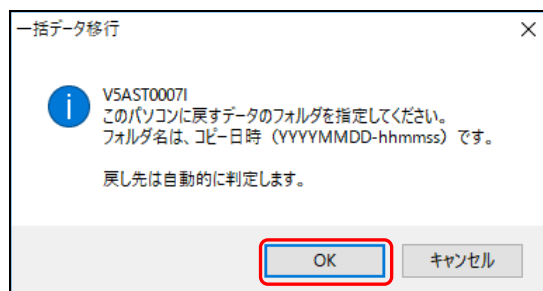 一括データ移行
V5AST0007I
このパソコンに戻すデータのフォルダを指定してください。
フォルダ名は、コピー日時（YYYYMMDD-hhmmss）です。
戻し先は自動的に判定します。
OK
キャンセル